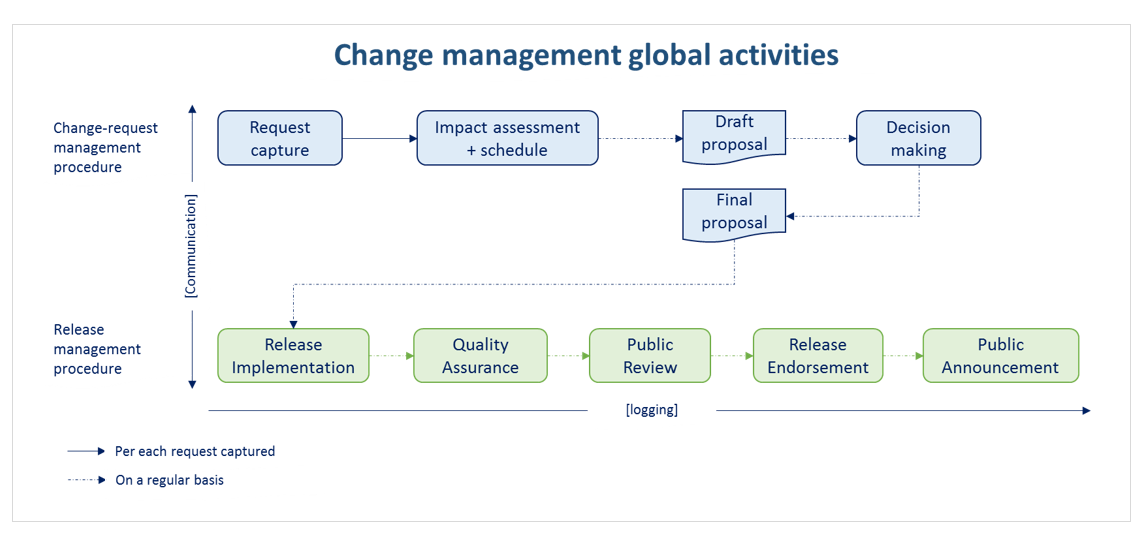 Change management global activities
Change-request
management
procedure
Request
capture
Impact assessment
+ schedule
Draft
proposal
Decision
making
Final
proposal
[Communication]
Release
management
procedure
Release
Implementation
Quality
Assurance
Public
Review
Release
Endorsement
Public
Announcement
[logging]
Per each request captured
On a regular basis